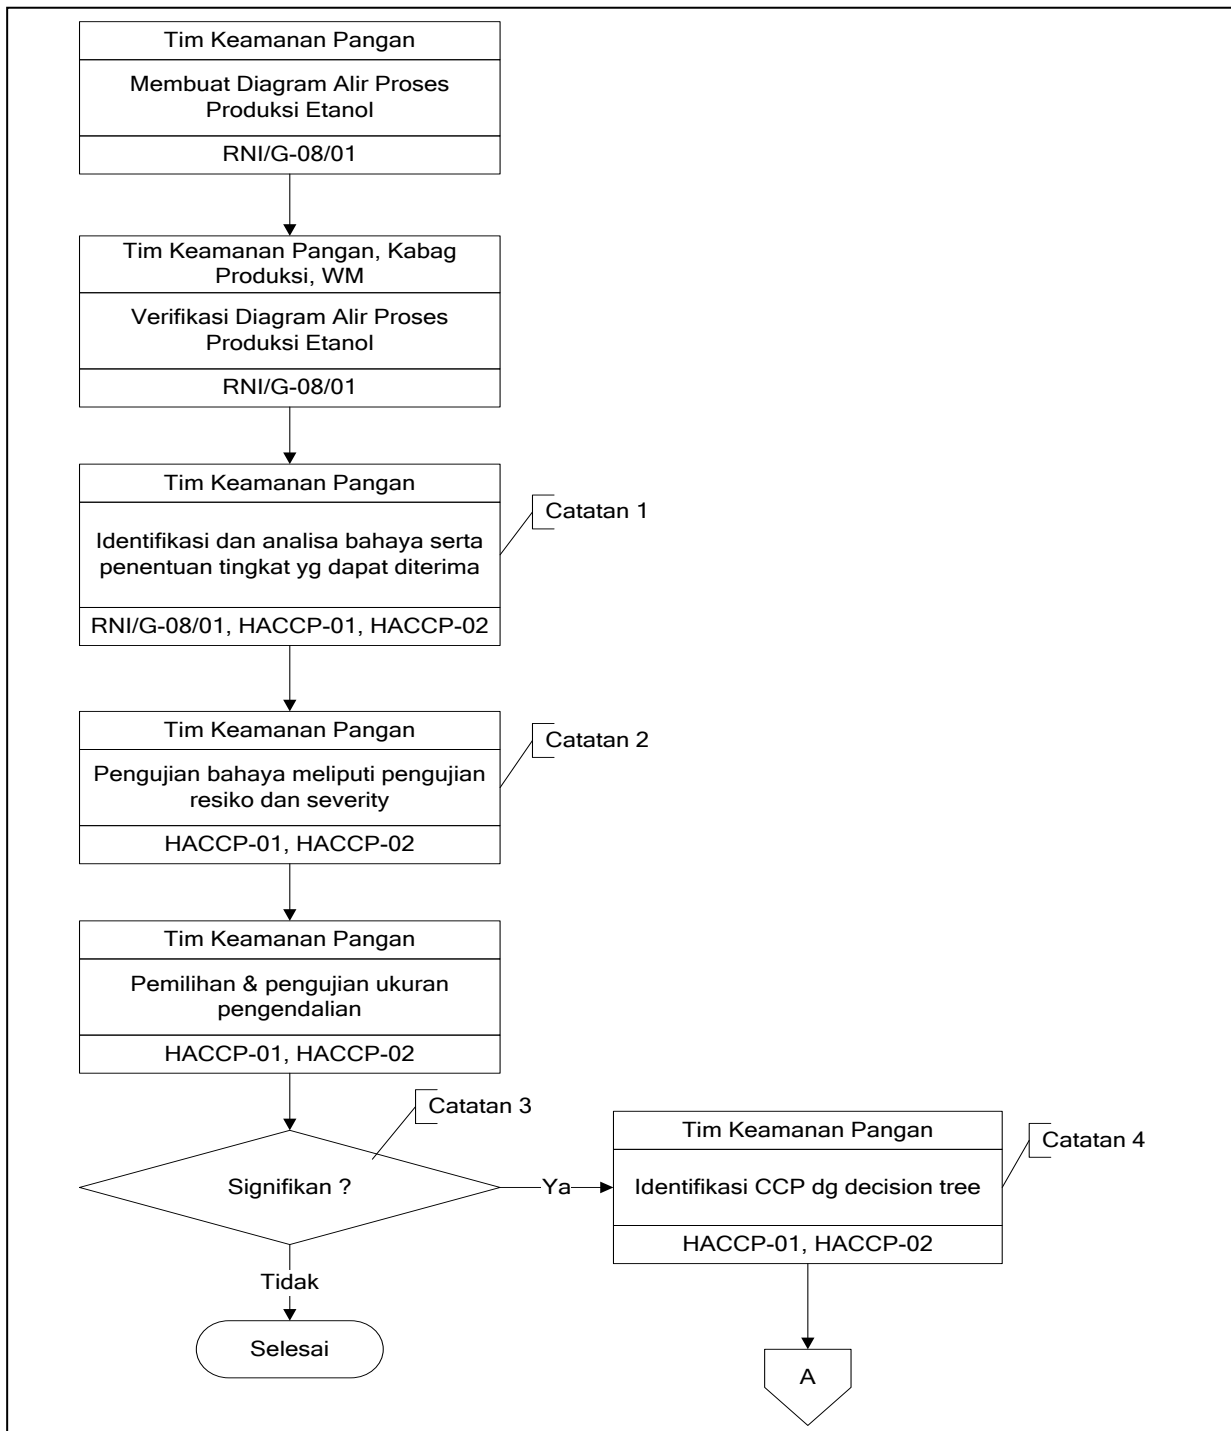 Tim Keamanan Pangan
Membuat Diagram Alir Proses
Produksi Etanol
RNI/G-08/01
Tim Keamanan Pangan, Kabag
Produksi, WM
Verifikasi Diagram Alir Proses
Produksi Etanol
RNI/G-08/01
Tim Keamanan Pangan
Catatan 1
Identifikasi dan analisa bahaya serta
penentuan tingkat yg dapat diterima
RNI/G-08/01, HACCP-01, HACCP-02
Tim Keamanan Pangan
Catatan 2
Pengujian bahaya meliputi pengujian
resiko dan severity
HACCP-01, HACCP-02
Tim Keamanan Pangan
Pemilihan & pengujian ukuran
pengendalian
HACCP-01, HACCP-02
Catatan 3
Signifikan ?
Ya
Tim Keamanan Pangan
Catatan 4
Identifikasi CCP dg decision tree
HACCP-01, HACCP-02
Tidak
Selesai
A